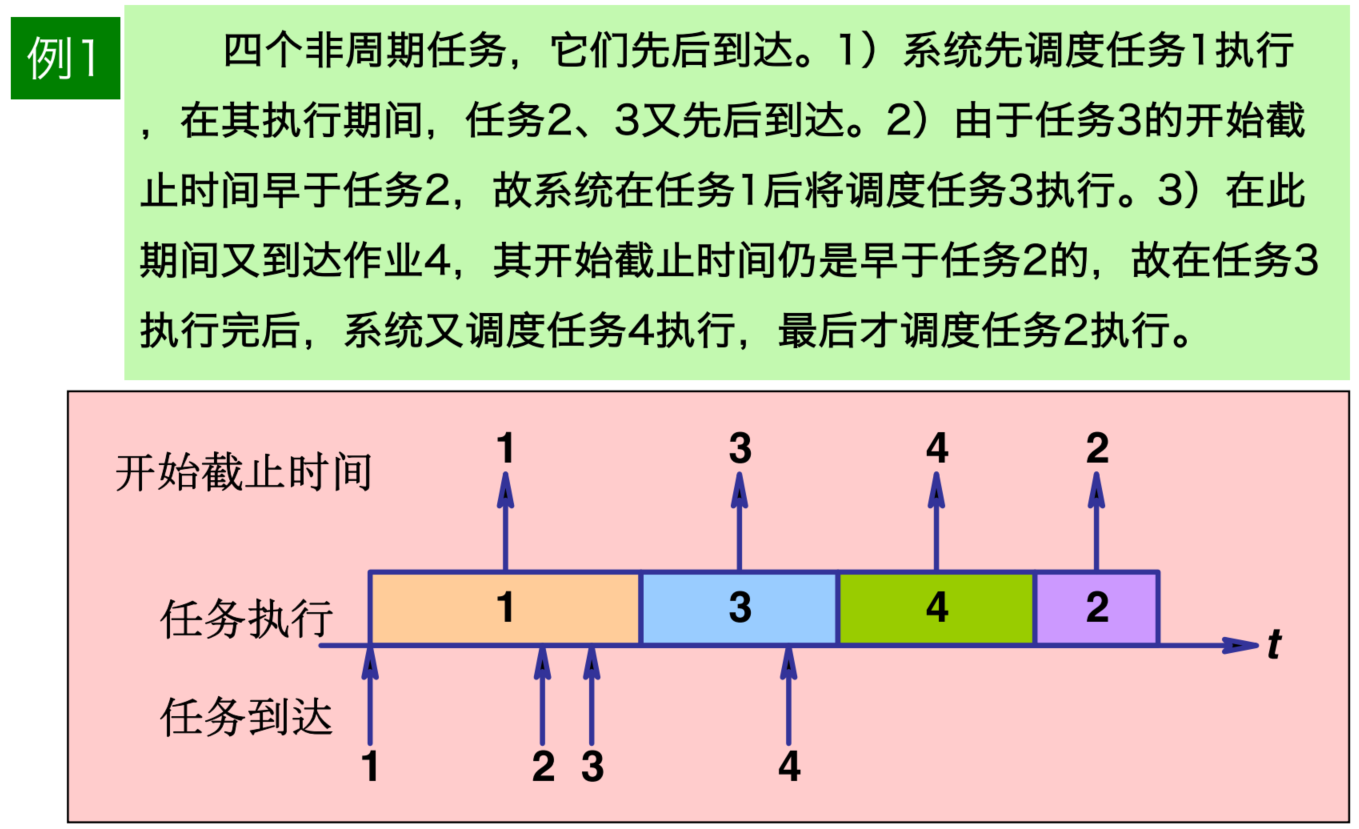 例1
四个非周期任务，它们先后到达。1）系统先调度任务1执行
，在其执行期间，任务2、3又先后到达。2）由于任务3的开始截
止时间早于任务2，故系统在任务1后将调度任务3执行。3）在此
期间又到达作业4，其开始截止时间仍是早于任务2的，故在任务3
执行完后，系统又调度任务4执行，最后才调度任务2执行。
开始截止时间 1 3 4 2
任务执行 1 3 4 2
t
任务到达
1 2 3 4